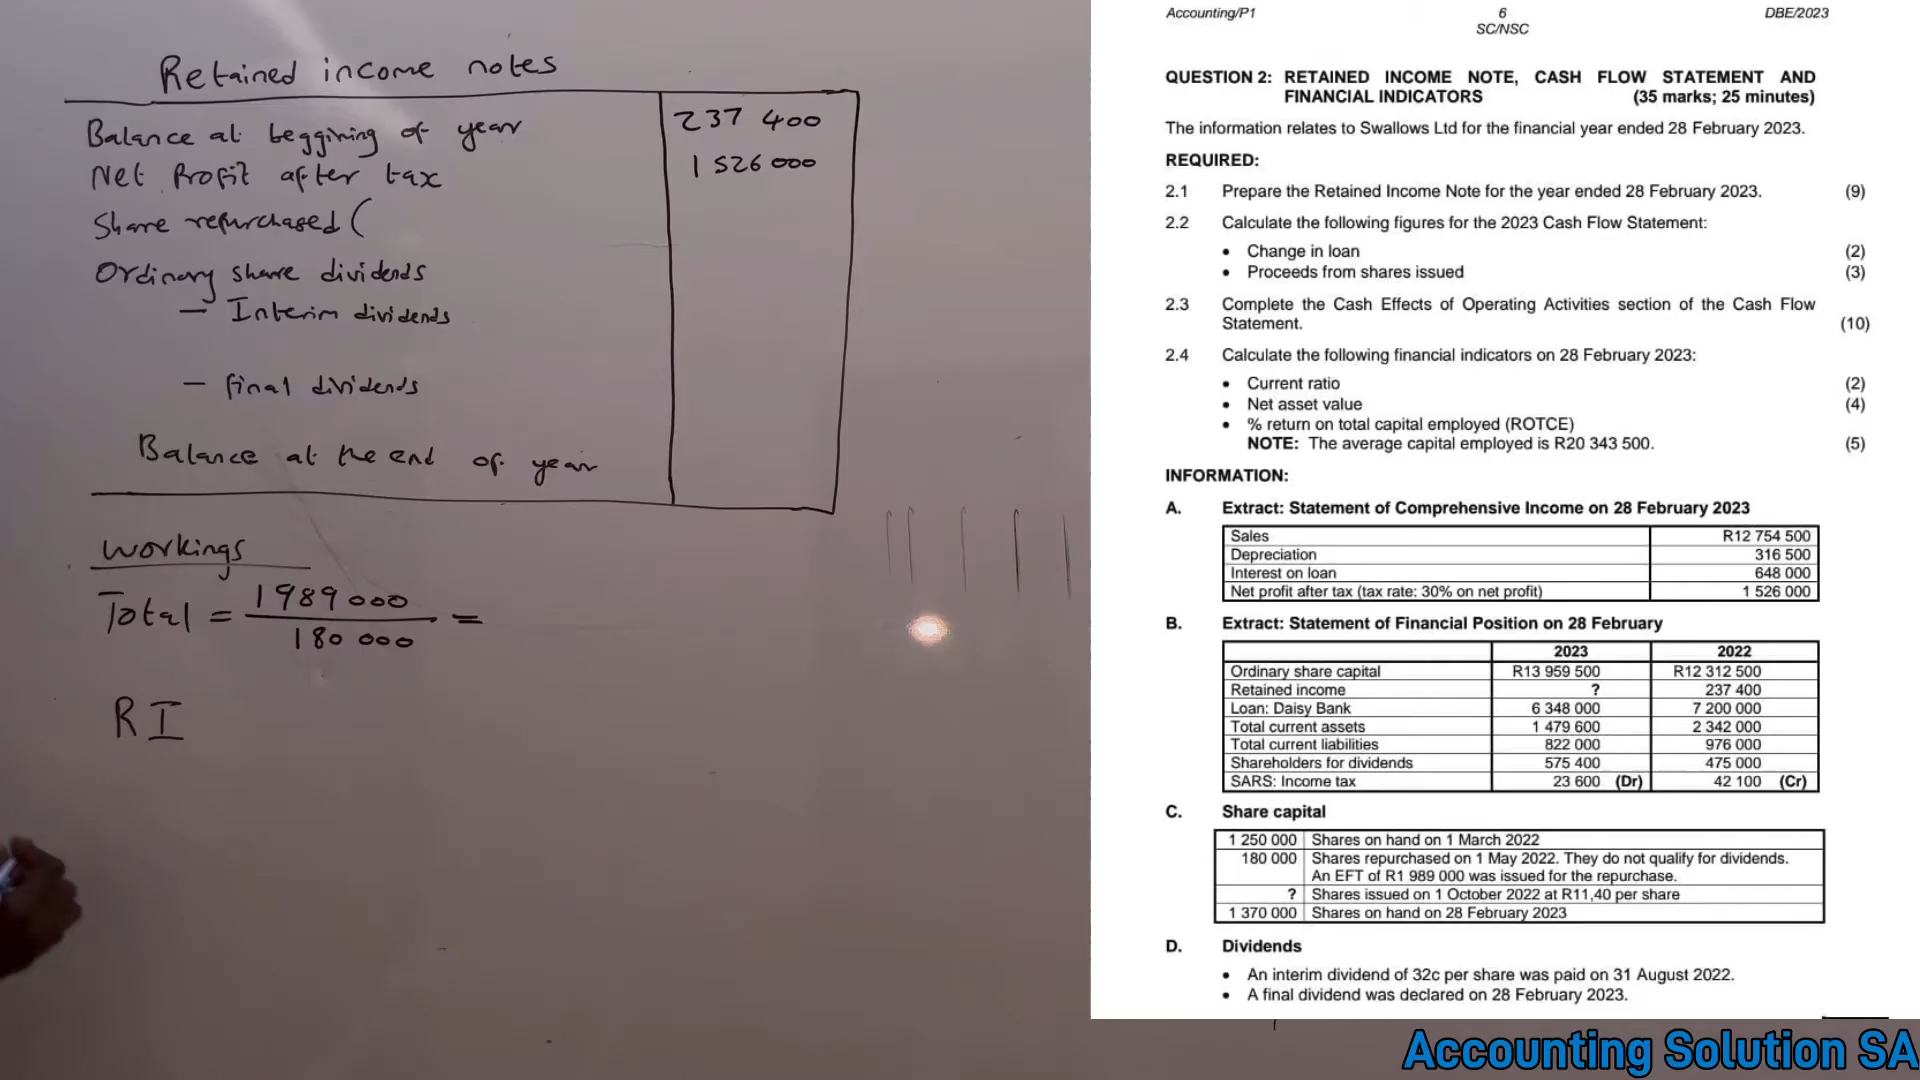 Retained income notes
Balance at beggining of year 237 400
Net Profit after tax 1 526 000
Share repurchased (
Ordinary share dividends
— Interim dividends
— final dividends
Balance at the end of year
workings
Total = 1989 000 / 180 000 =
RI
Accounting/P1 6 DBE/2023
SC/NSC
QUESTION 2: RETAINED INCOME NOTE, CASH FLOW STATEMENT AND
FINANCIAL INDICATORS (35 marks; 25 minutes)
The information relates to Swallows Ltd for the financial year ended 28 February 2023.
REQUIRED:
2.1 Prepare the Retained Income Note for the year ended 28 February 2023. (9)
2.2 Calculate the following figures for the 2023 Cash Flow Statement:
• Change in loan (2)
• Proceeds from shares issued (3)
2.3 Complete the Cash Effects of Operating Activities section of the Cash Flow
Statement. (10)
2.4 Calculate the following financial indicators on 28 February 2023:
• Current ratio (2)
• Net asset value (4)
• % return on total capital employed (ROTCE)
NOTE: The average capital employed is R20 343 500. (5)
INFORMATION:
A. Extract: Statement of Comprehensive Income on 28 February 2023
Sales R12 754 500
Depreciation 316 500
Interest on loan 648 000
Net profit after tax (tax rate: 30% on net profit) 1 526 000
B. Extract: Statement of Financial Position on 28 February
2023 2022
Ordinary share capital R13 959 500 R12 312 500
Retained income ? 237 400
Loan: Daisy Bank 6 348 000 7 200 000
Total current assets 1 479 600 2 342 000
Total current liabilities 822 000 976 000
Shareholders for dividends 575 400 475 000
SARS: Income tax 23 600 (Dr) 42 100 (Cr)
C. Share capital
1 250 000 Shares on hand on 1 March 2022
180 000 Shares repurchased on 1 May 2022. They do not qualify for dividends.
An EFT of R1 989 000 was issued for the repurchase.
? Shares issued on 1 October 2022 at R11,40 per share
1 370 000 Shares on hand on 28 February 2023
D. Dividends
• An interim dividend of 32c per share was paid on 31 August 2022.
• A final dividend was declared on 28 February 2023.
Accounting Solution SA